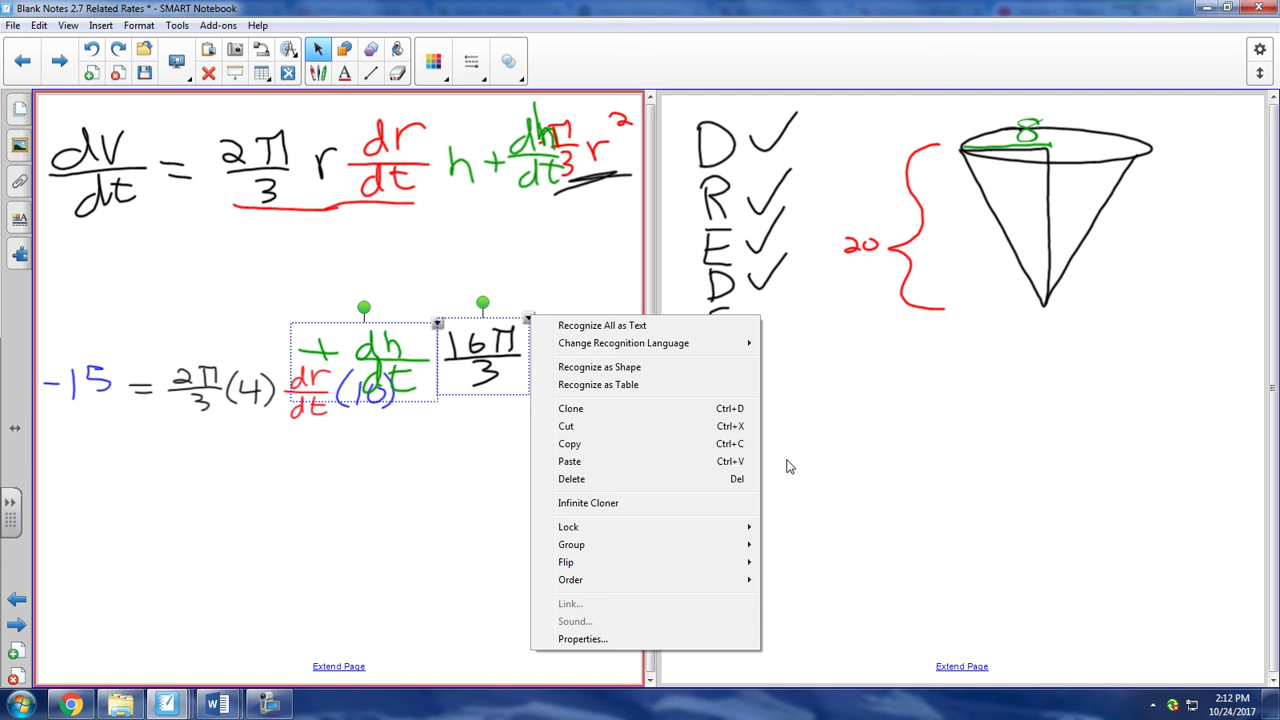 Blank Notes 2.7 Related Rates * - SMART Notebook
File Edit View Insert Format Tools Add-ons Help
dV/dt = 2π/3 r dr/dt h + dh/dt π/3 r²
D ✓
R ✓
E ✓
D ✓
8
20
-15 = 2π/3 (4) dr/dt (10) + dh/dt 16π/3
Recognize All as Text
Change Recognition Language
Recognize as Shape
Recognize as Table
Clone Ctrl+D
Cut Ctrl+X
Copy Ctrl+C
Paste Ctrl+V
Delete Del
Infinite Cloner
Lock
Group
Flip
Order
Link...
Sound...
Properties...
Extend Page
Extend Page
2:12 PM
10/24/2017